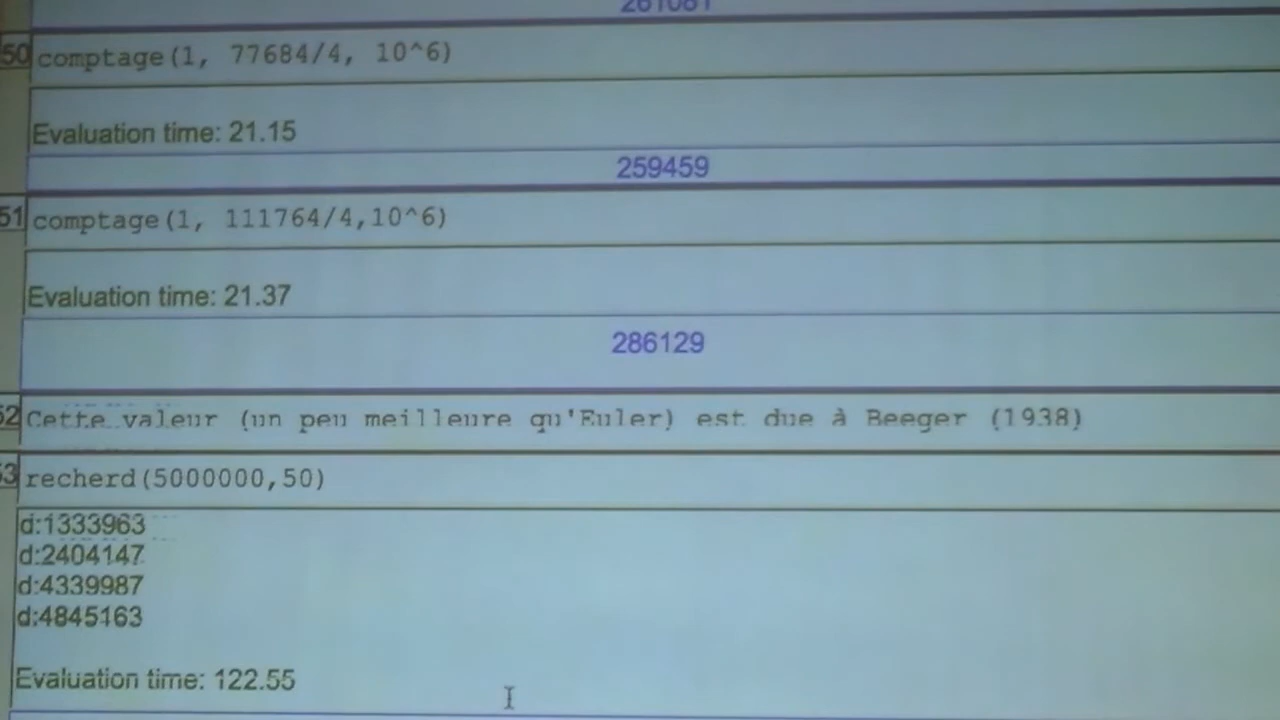 261081
50 comptage(1, 77684/4, 10^6)
Evaluation time: 21.15
259459
51 comptage(1, 111764/4,10^6)
Evaluation time: 21.37
286129
52 Cette valeur (un peu meilleure qu'Euler) est due à Beeger (1938)
53 recherd(5000000,50)
d:1333963
d:2404147
d:4339987
d:4845163
Evaluation time: 122.55